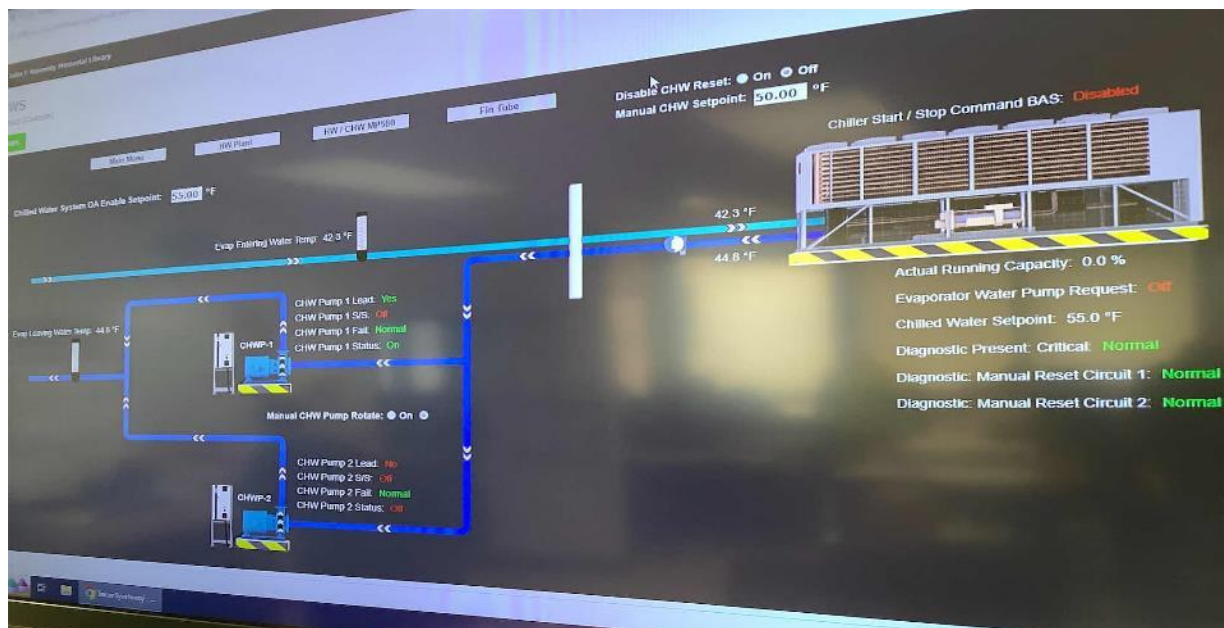 Memorial Library
Disable CHW Reset: On Off
Manual CHW Setpoint: 50.00 °F
Main Menu
HW Plant
HW / CHW MP580
Fin Tube
Chiller Start / Stop Command BAS: Disabled
Chilled Water System OA Enable Setpoint: 55.00 °F
Evap Entering Water Temp: 42.3 °F
42.3 °F
44.8 °F
Actual Running Capacity: 0.0 %
Evaporator Water Pump Request: Off
Chilled Water Setpoint: 55.0 °F
Diagnostic Present: Critical: Normal
Diagnostic: Manual Reset Circuit 1: Normal
Diagnostic: Manual Reset Circuit 2: Normal
Evap Leaving Water Temp: 44.8 °F
CHW Pump 1 Lead: Yes
CHW Pump 1 S/S: Off
CHW Pump 1 Fail: Normal
CHW Pump 1 Status: On
CHWP-1
Manual CHW Pump Rotate: On
CHW Pump 2 Lead: No
CHW Pump 2 S/S: Off
CHW Pump 2 Fail: Normal
CHW Pump 2 Status: Off
CHWP-2